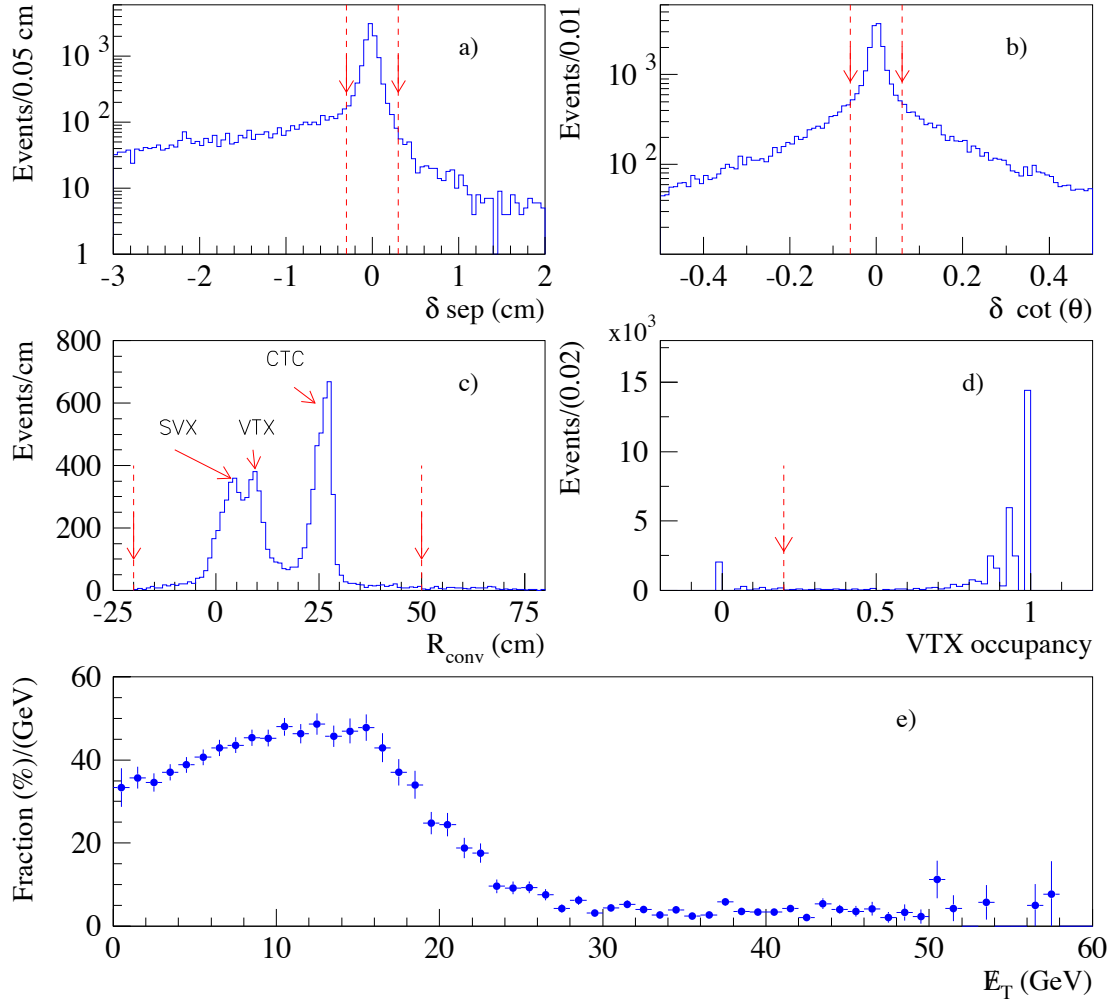 Events/0.05 cm
10³
10²
10
1
a)
-3 -2 -1 0 1 2
δ sep (cm)
Events/0.01
10³
10²
b)
-0.4 -0.2 0 0.2 0.4
δ cot (θ)
Events/cm
800
600
400
200
0
SVX
VTX
CTC
c)
-25 0 25 50 75
R_conv (cm)
Events/(0.02)
x10³
15
10
5
0
d)
0 0.5 1
VTX occupancy
Fraction (%)/(GeV)
60
40
20
0
e)
0 10 20 30 40 50 60
E̸_T (GeV)